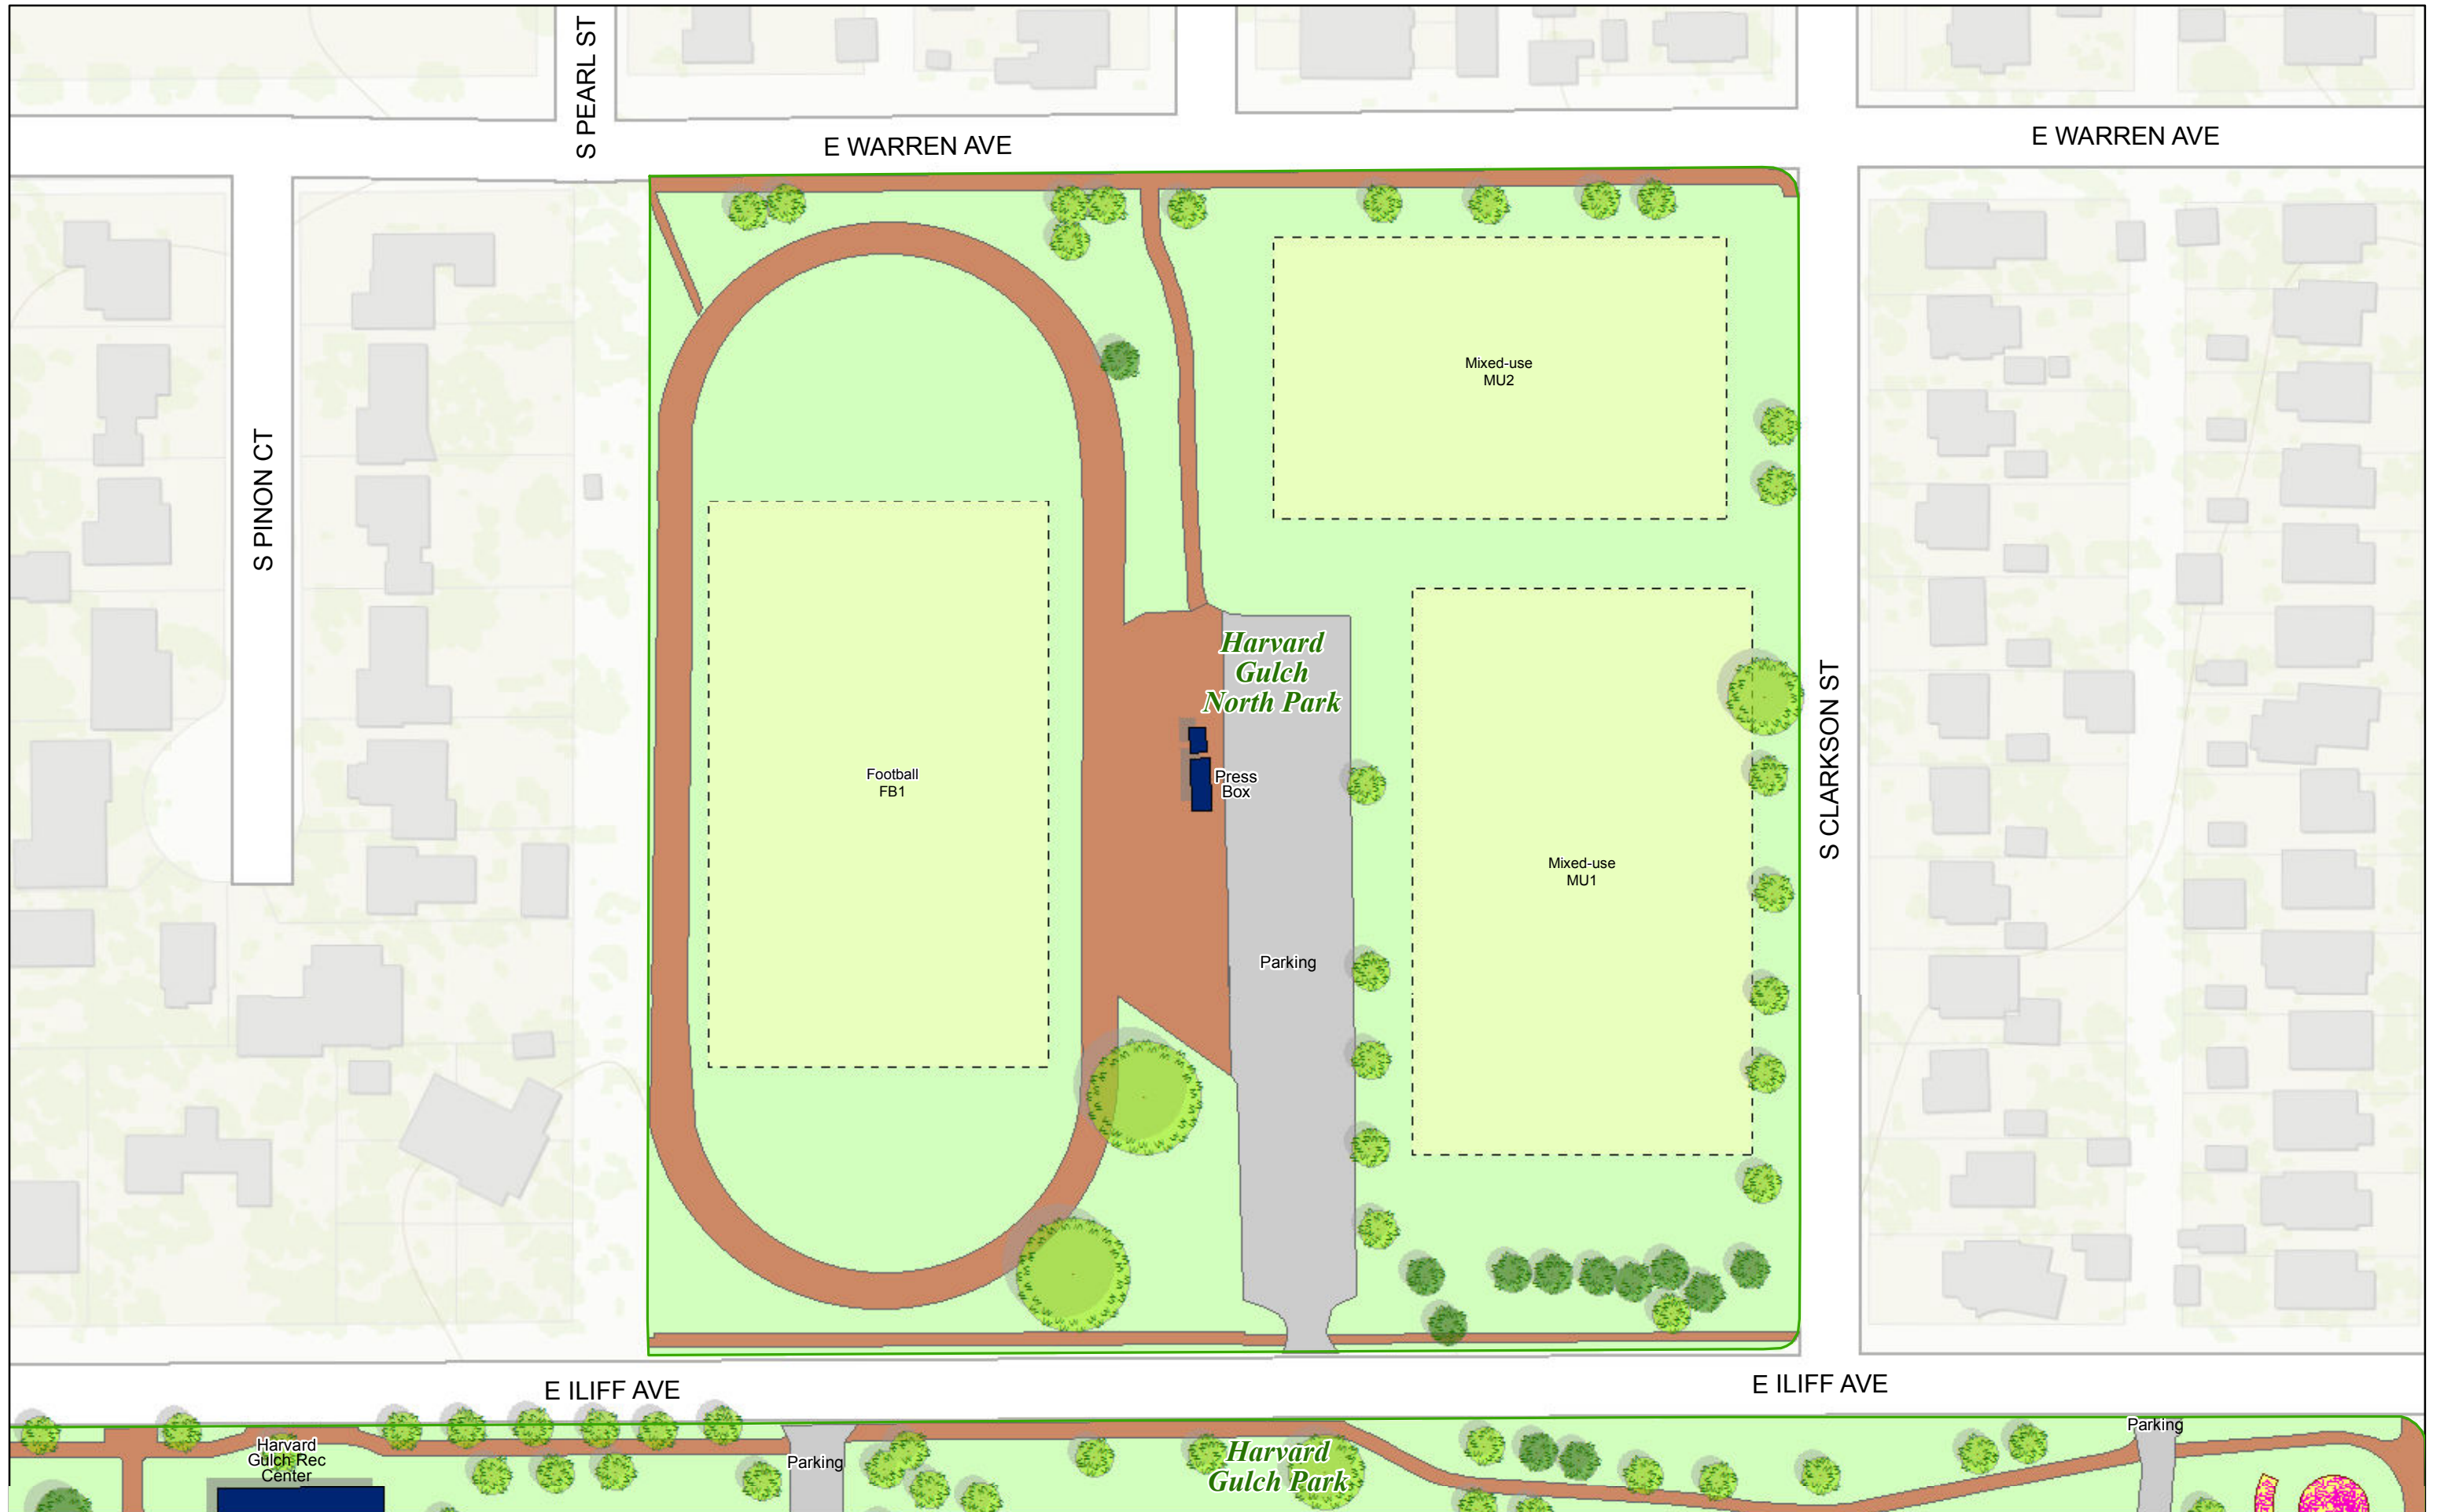 S PEARL ST
E WARREN AVE
E WARREN AVE
S PINON CT
Mixed-use
MU2
Harvard
Gulch
North Park
Football
FB1
Press
Box
S CLARKSON ST
Mixed-use
MU1
Parking
E ILIFF AVE
E ILIFF AVE
Harvard
Gulch Rec
Center
Parking
Harvard
Gulch Park
Parking